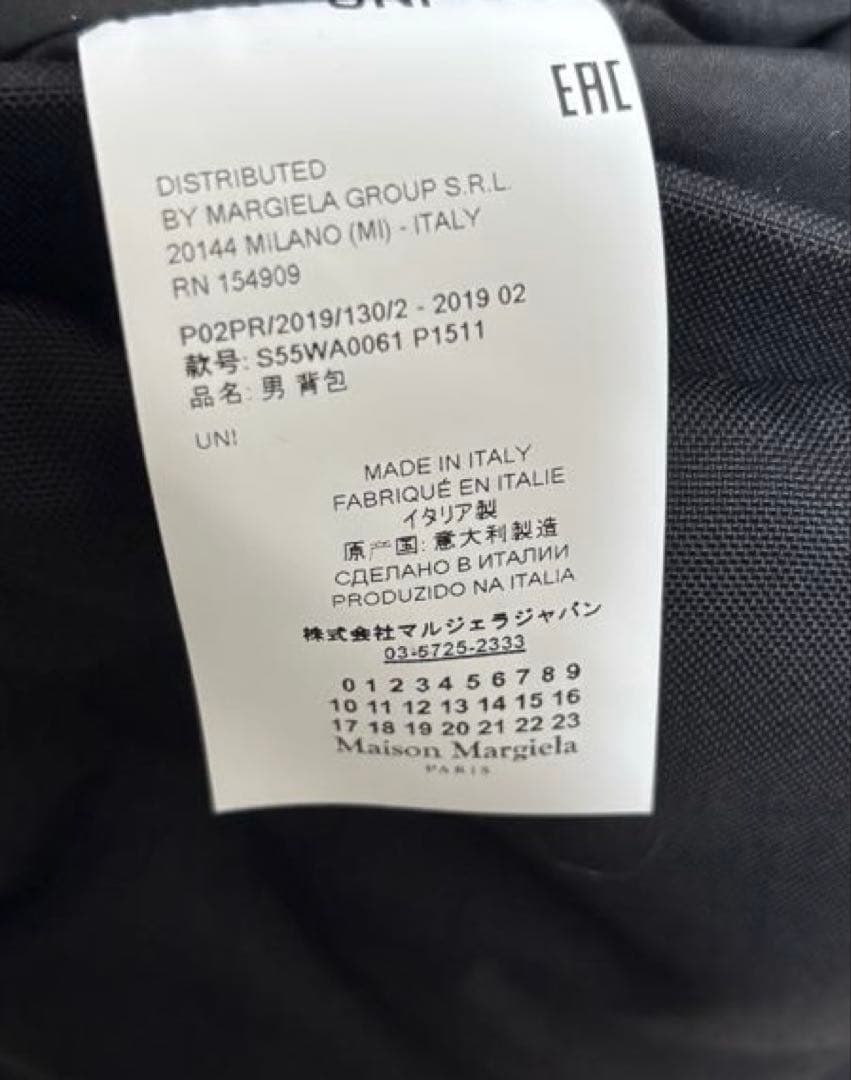 UNI
EAC
DISTRIBUTED
BY MARGIELA GROUP S.R.L.
20144 MILANO (MI) - ITALY
RN 154909
P02PR/2019/130/2 - 2019 02
款号: S55WA0061 P1511
品名: 男 背包
UNI
MADE IN ITALY
FABRIQUÉ EN ITALIE
イタリア製
原产国: 意大利製造
СДЕЛАНО В ИТАЛИИ
PRODUZIDO NA ITALIA
株式会社マルジェラジャパン
03-5725-2333
0 1 2 3 4 5 6 7 8 9
10 11 12 13 14 15 16
17 18 19 20 21 22 23
Maison Margiela
PARIS